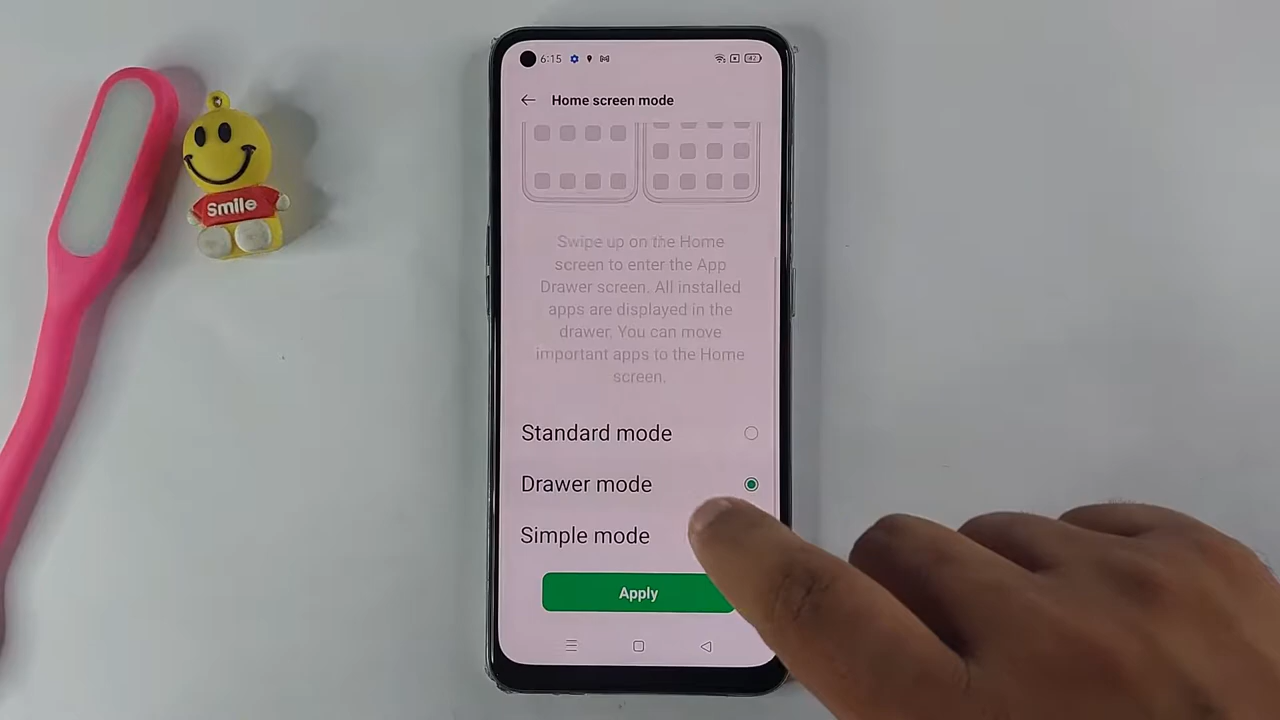 Smile
6:15
42
Home screen mode
Swipe up on the Home
screen to enter the App
Drawer screen. All installed
apps are displayed in the
drawer. You can move
important apps to the Home
screen.
Standard mode
Drawer mode
Simple mode
Apply